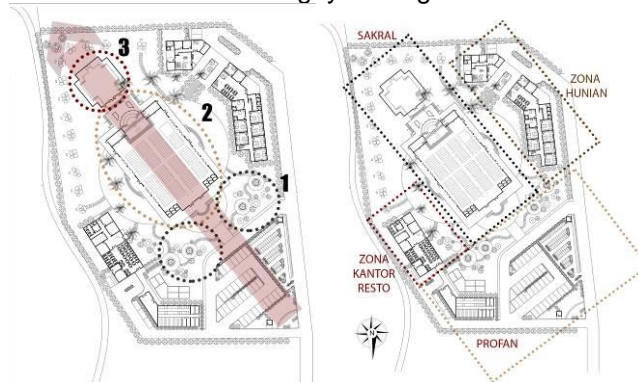 3
2
1
SAKRAL
ZONA
HUNIAN
ZONA
KANTOR
RESTO
N
PROFAN